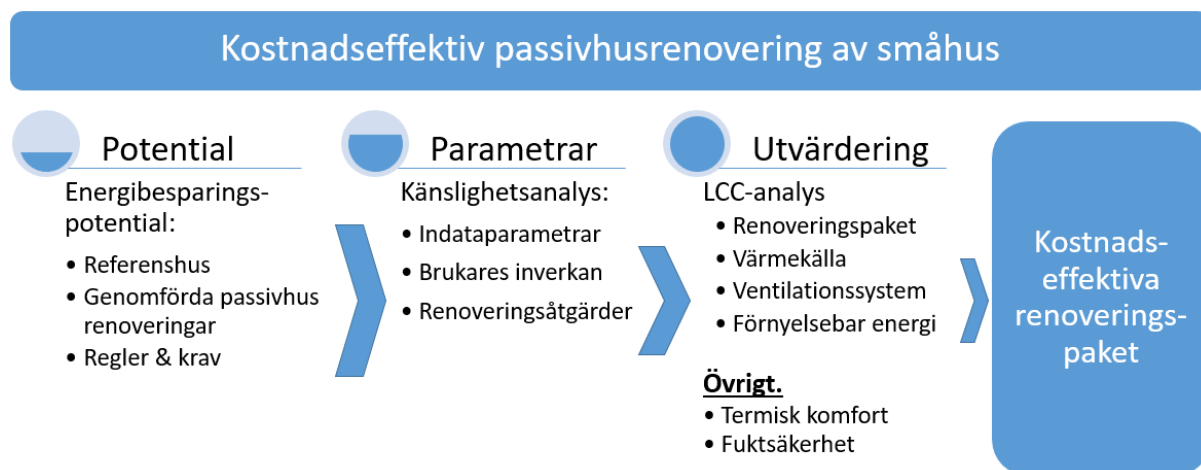 Kostnadseffektiv passivhusrenovering av småhus
Potential
Energibesparings-
potential:
• Referenshus
• Genomförda passivhus
renoveringar
• Regler & krav
Parametrar
Känslighetsanalys:
• Indataparametrar
• Brukares inverkan
• Renoveringsåtgärder
Utvärdering
LCC-analys
• Renoveringspaket
• Värmekälla
• Ventilationssystem
• Förnyelsebar energi
Övrigt.
• Termisk komfort
• Fuktsäkerhet
Kostnads-
effektiva
renoverings-
paket